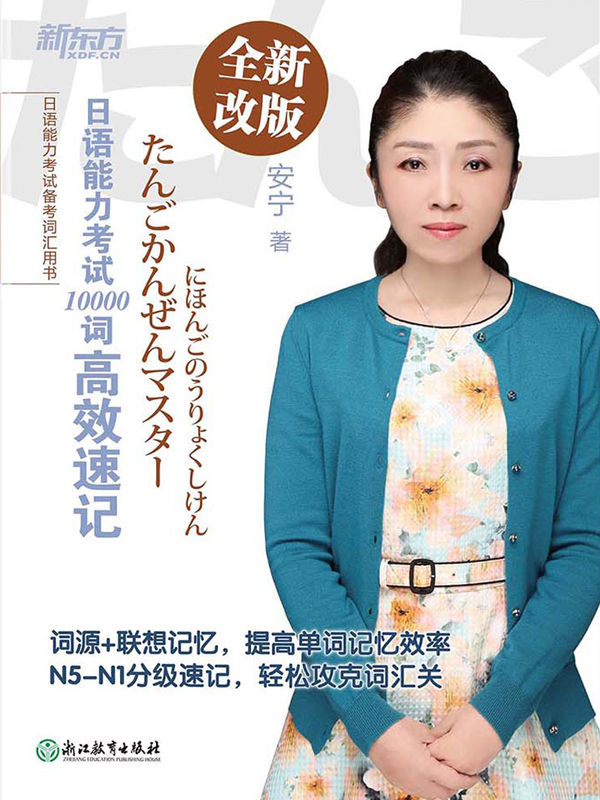 新东方
XDF.CN
全新
改版
安宁 著
日语能力考试备考词汇用书
日语能力考试10000词高效速记
たんごかんぜんマスター
にほんごのうりょくしけん
词源+联想记忆，提高单词记忆效率
N5-N1分级速记，轻松攻克词汇关
浙江教育出版社
ZHEJIANG EDUCATION PUBLISHING HOUSE